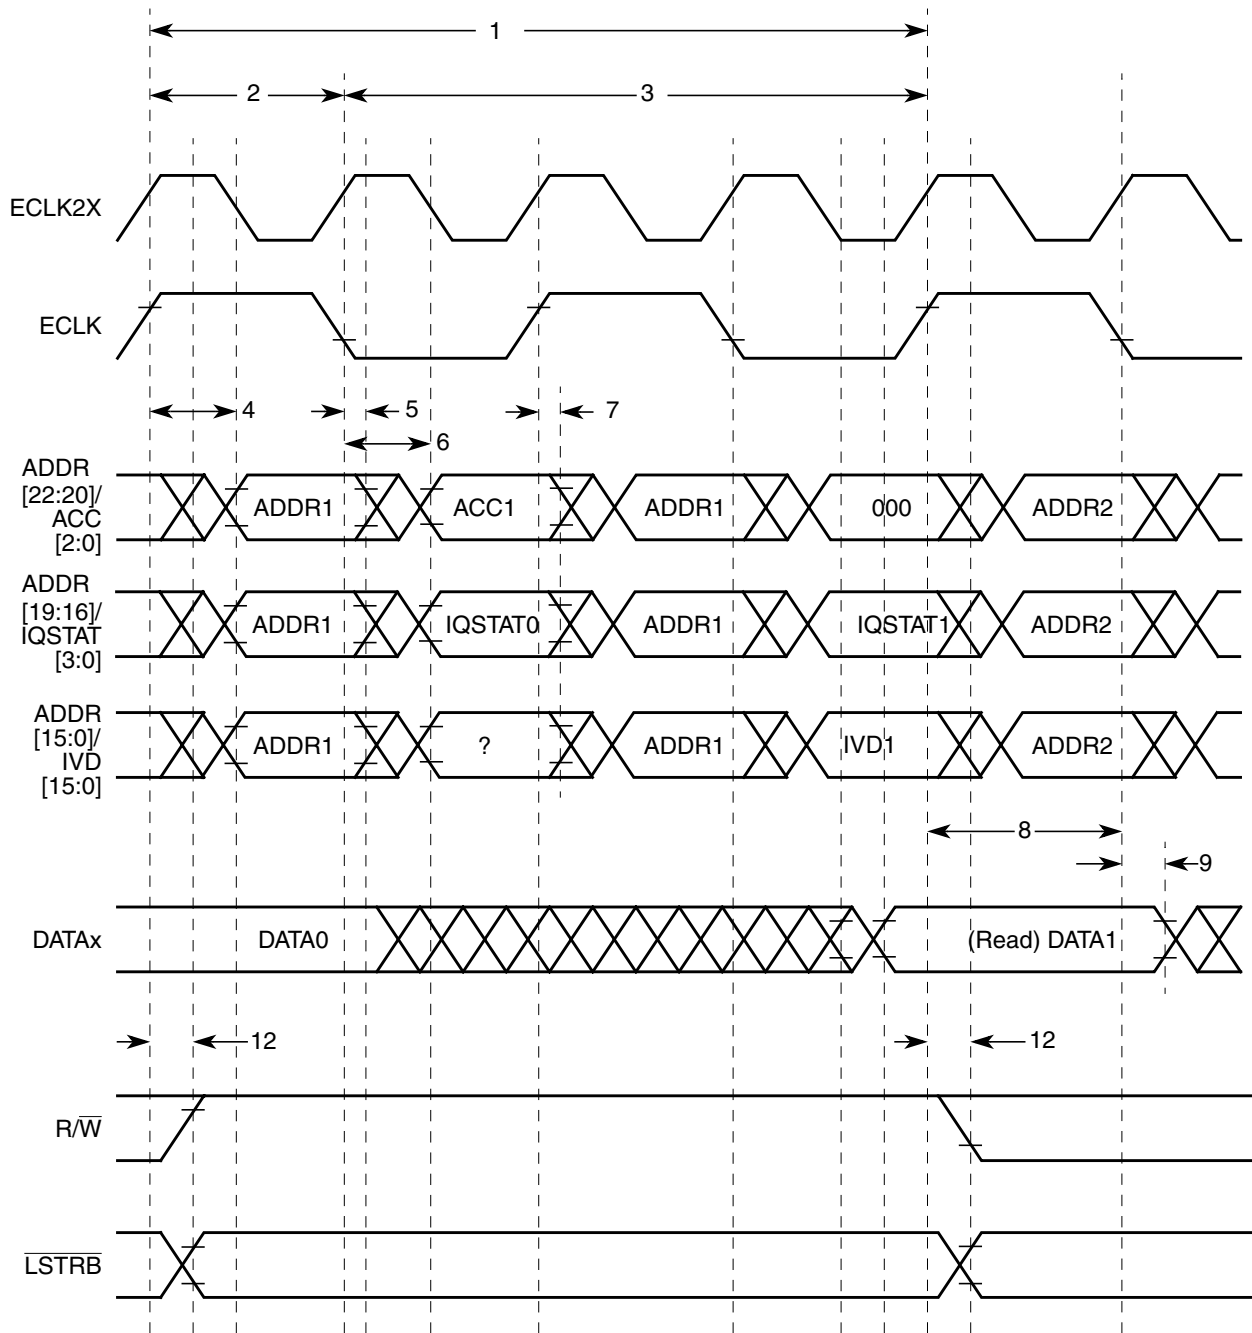 1
2
3
ECLK2X
ECLK
4
5
7
6
ADDR
[22:20]/
ACC
[2:0]
ADDR1
ACC1
ADDR1
000
ADDR2
ADDR
[19:16]/
IQSTAT
[3:0]
ADDR1
IQSTAT0
ADDR1
IQSTAT1
ADDR2
ADDR
[15:0]/
IVD
[15:0]
ADDR1
?
ADDR1
IVD1
ADDR2
8
9
DATAx
DATA0
(Read) DATA1
12
12
R/W̅
L̅S̅T̅R̅B̅